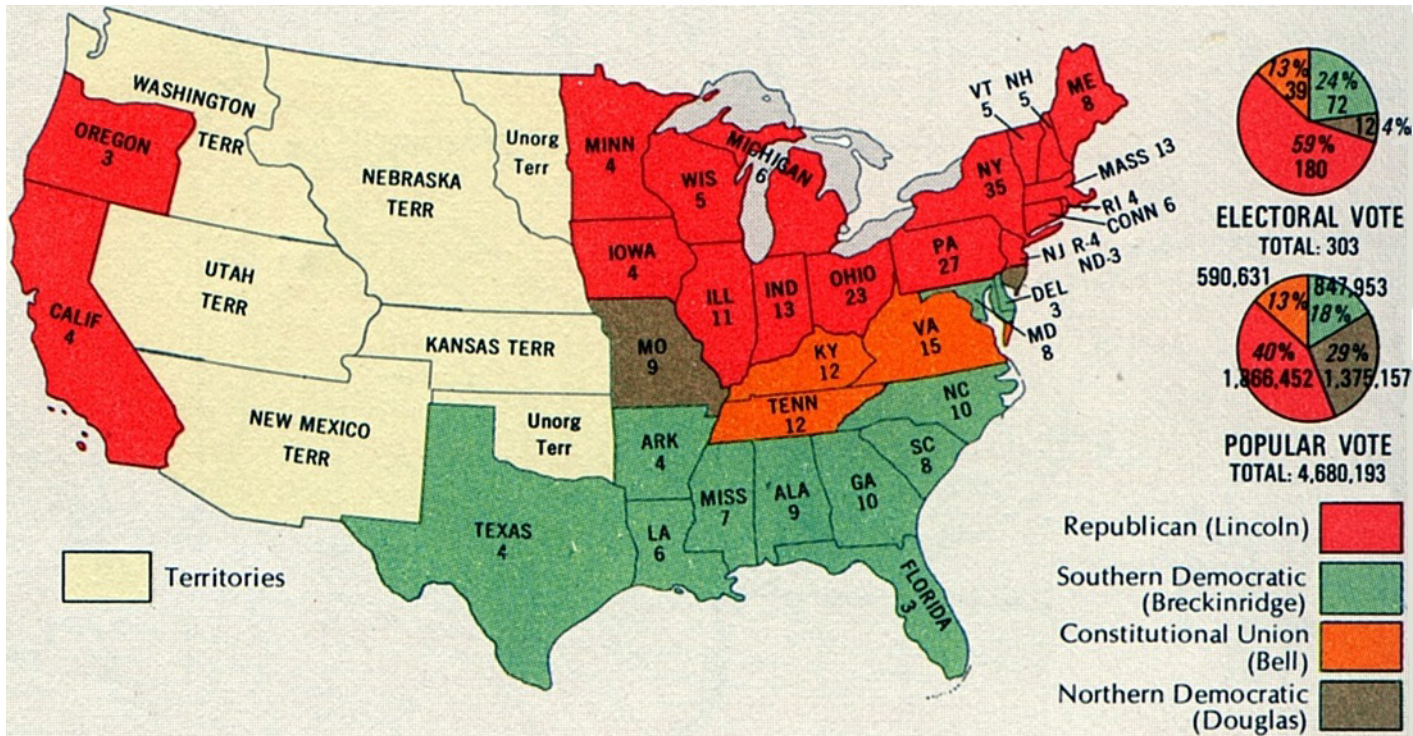 WASHINGTON
TERR
OREGON
3
CALIF
4
NEBRASKA
TERR
Unorg
Terr
UTAH
TERR
KANSAS TERR
NEW MEXICO
TERR
Unorg
Terr
MINN
4
WIS
5
MICHIGAN
6
IOWA
4
ILL
11
IND
13
OHIO
23
PA
27
NY
35
VT
5
NH
5
ME
8
MASS 13
RI 4
CONN 6
NJ R-4
ND-3
DEL
3
MD
8
MO
9
KY
12
VA
15
TENN
12
NC
10
SC
8
GA
10
ALA
9
MISS
7
ARK
4
LA
6
TEXAS
4
FLORIDA
3
Territories
13%
39
24%
72
12
4%
59%
180
ELECTORAL VOTE
TOTAL: 303
590,631
847,953
13%
18%
40%
29%
1,866,452
1,375,157
POPULAR VOTE
TOTAL: 4,680,193
Republican (Lincoln)
Southern Democratic
(Breckinridge)
Constitutional Union
(Bell)
Northern Democratic
(Douglas)